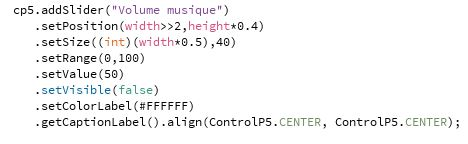 cp5.addSlider("Volume musique")
.setPosition(width>>2,height*0.4)
.setSize((int)(width*0.5),40)
.setRange(0,100)
.setValue(50)
.setVisible(false)
.setColorLabel(#FFFFFF)
.getCaptionLabel().align(ControlP5.CENTER, ControlP5.CENTER);